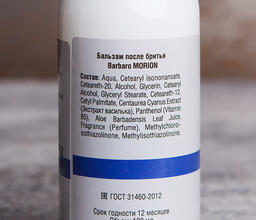 Бальзам после бритья
Barbaro MORION
Состав: Aqua, Cetearyl isononanoate,
Ceteareth-20, Alcohol, Glycerin, Cetearyl
Alcohol, Glyceryl Stearate, Ceteareth-12,
Cetyl Palmitate, Centaurea Cyanus Extract
(Экстракт василька), Panthenol (Vitamin
B5), Aloe Barbadensis Leaf Juice,
Fragrance (Perfume), Methylchloroi-
sothiazolinone, Methylisothiazolinone.
ГОСТ 31460-2012
Срок годности 12 месяцев